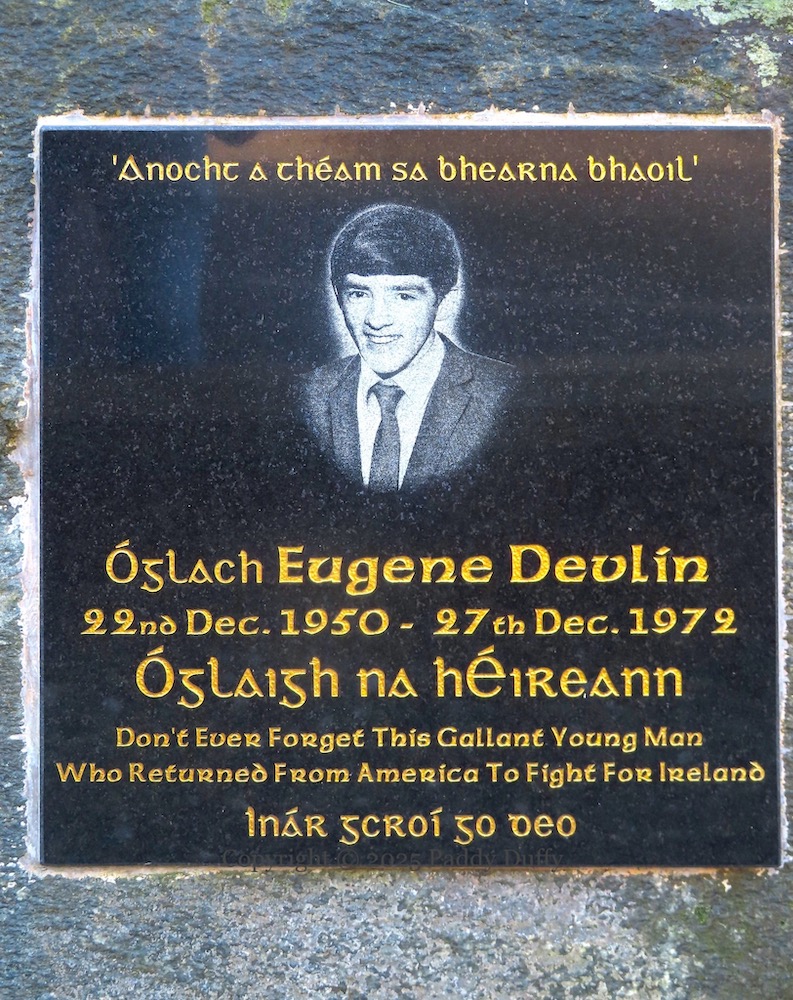 'Anocht a théam sa bhearna bhaoil'
Óglach Eugene Devlín
22nd Dec. 1950 - 27th Dec. 1972
Óglaigh na hÉireann
Don't Ever Forget This Gallant Young Man
Who Returned From America To Fight For Ireland
Inár gcroí go deo
Copyright © 2025 Paddy Duffy